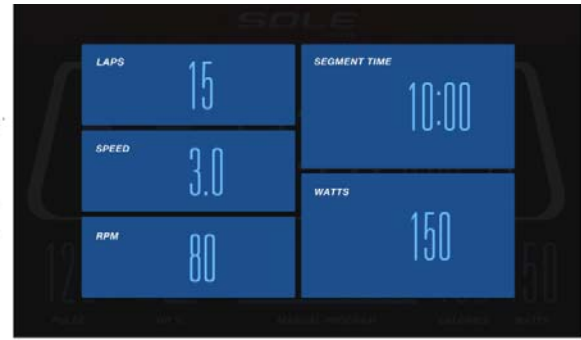 SOLE
LAPS
15
SPEED
3.0
RPM
80
SEGMENT TIME
10:00
WATTS
150
PULSE
MANUAL PROGRAM
CALORIES
WATTS